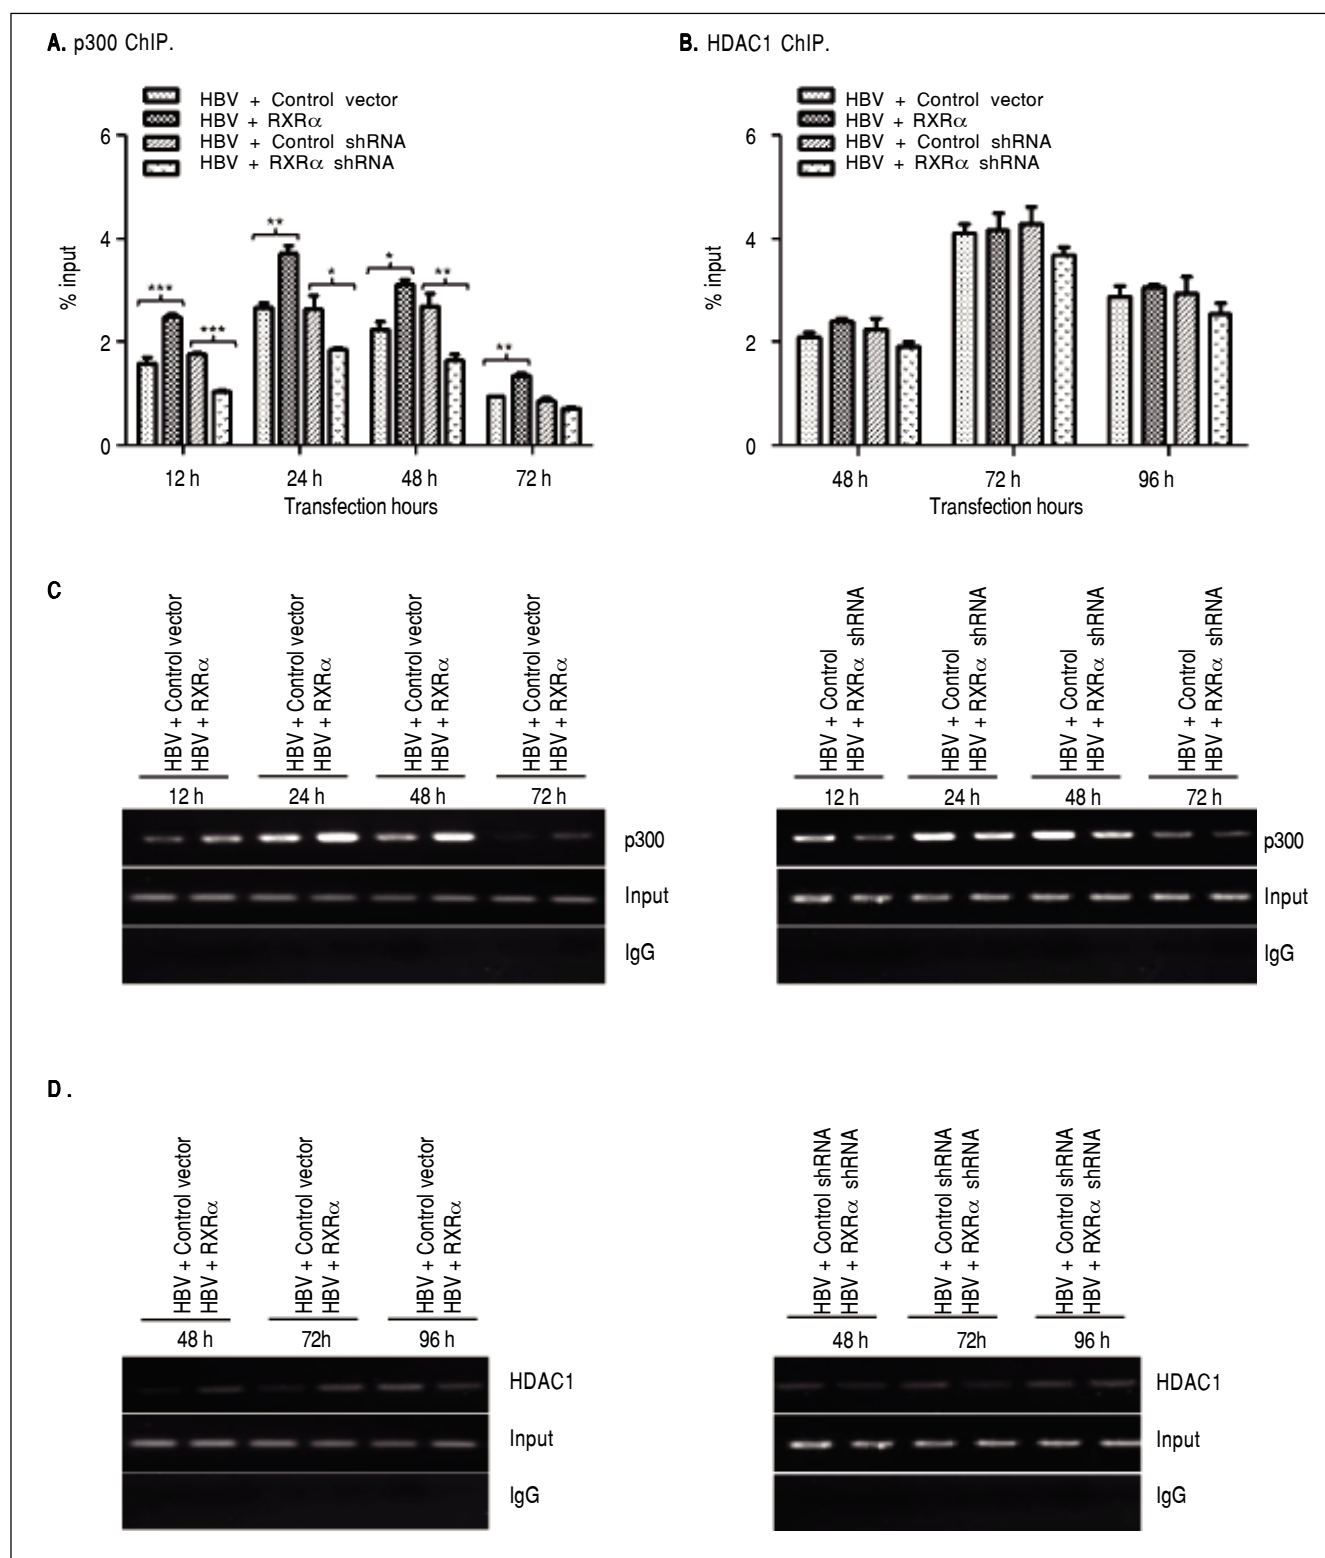 A. p300 ChIP.
HBV + Control vector
HBV + RXRα
HBV + Control shRNA
HBV + RXRα shRNA
% input
6
4
2
0
***
***
**
*
*
**
**
12 h
24 h
48 h
72 h
Transfection hours
B. HDAC1 ChIP.
HBV + Control vector
HBV + RXRα
HBV + Control shRNA
HBV + RXRα shRNA
% input
6
4
2
0
48 h
72 h
96 h
Transfection hours
C
HBV + Control vector
HBV + RXRα
HBV + Control vector
HBV + RXRα
HBV + Control vector
HBV + RXRα
HBV + Control vector
HBV + RXRα
12 h
24 h
48 h
72 h
p300
Input
IgG
HBV + Control
HBV + RXRα shRNA
HBV + Control
HBV + RXRα shRNA
HBV + Control
HBV + RXRα shRNA
HBV + Control
HBV + RXRα shRNA
12 h
24 h
48 h
72 h
p300
Input
IgG
D.
HBV + Control vector
HBV + RXRα
HBV + Control vector
HBV + RXRα
HBV + Control vector
HBV + RXRα
48 h
72h
96 h
HDAC1
Input
IgG
HBV + Control shRNA
HBV + RXRα shRNA
HBV + Control shRNA
HBV + RXRα shRNA
HBV + Control shRNA
HBV + RXRα shRNA
48 h
72h
96 h
HDAC1
Input
IgG